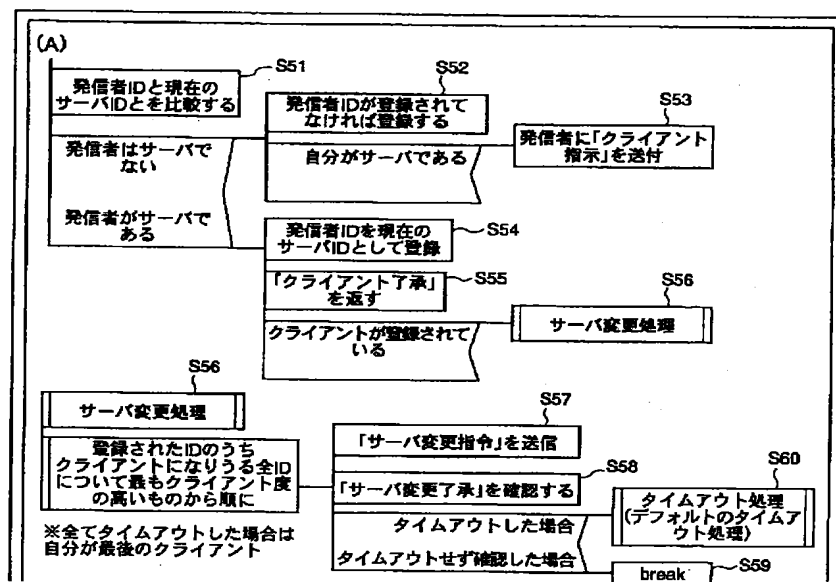 (A)
S51
発信者IDと現在の
サーバIDとを比較する
S52
発信者IDが登録されて
なければ登録する
S53
発信者に「クライアント
指示」を送付
発信者はサーバで
ない
自分がサーバである
発信者がサーバで
ある
S54
発信者IDを現在の
サーバIDとして登録
S55
「クライアント了承」
を返す
S56
クライアントが登録されて
いる
サーバ変更処理
S56
サーバ変更処理
S57
「サーバ変更指令」を送信
登録されたIDのうち
クライアントになりうる全ID
について最もクライアント度
の高いものから順に
S58
「サーバ変更了承」を確認する
S60
タイムアウト処理
(デフォルトのタイムア
ウト処理)
タイムアウトした場合
※全てタイムアウトした場合は
自分が最後のクライアント
タイムアウトせず確認した場合
S59
break